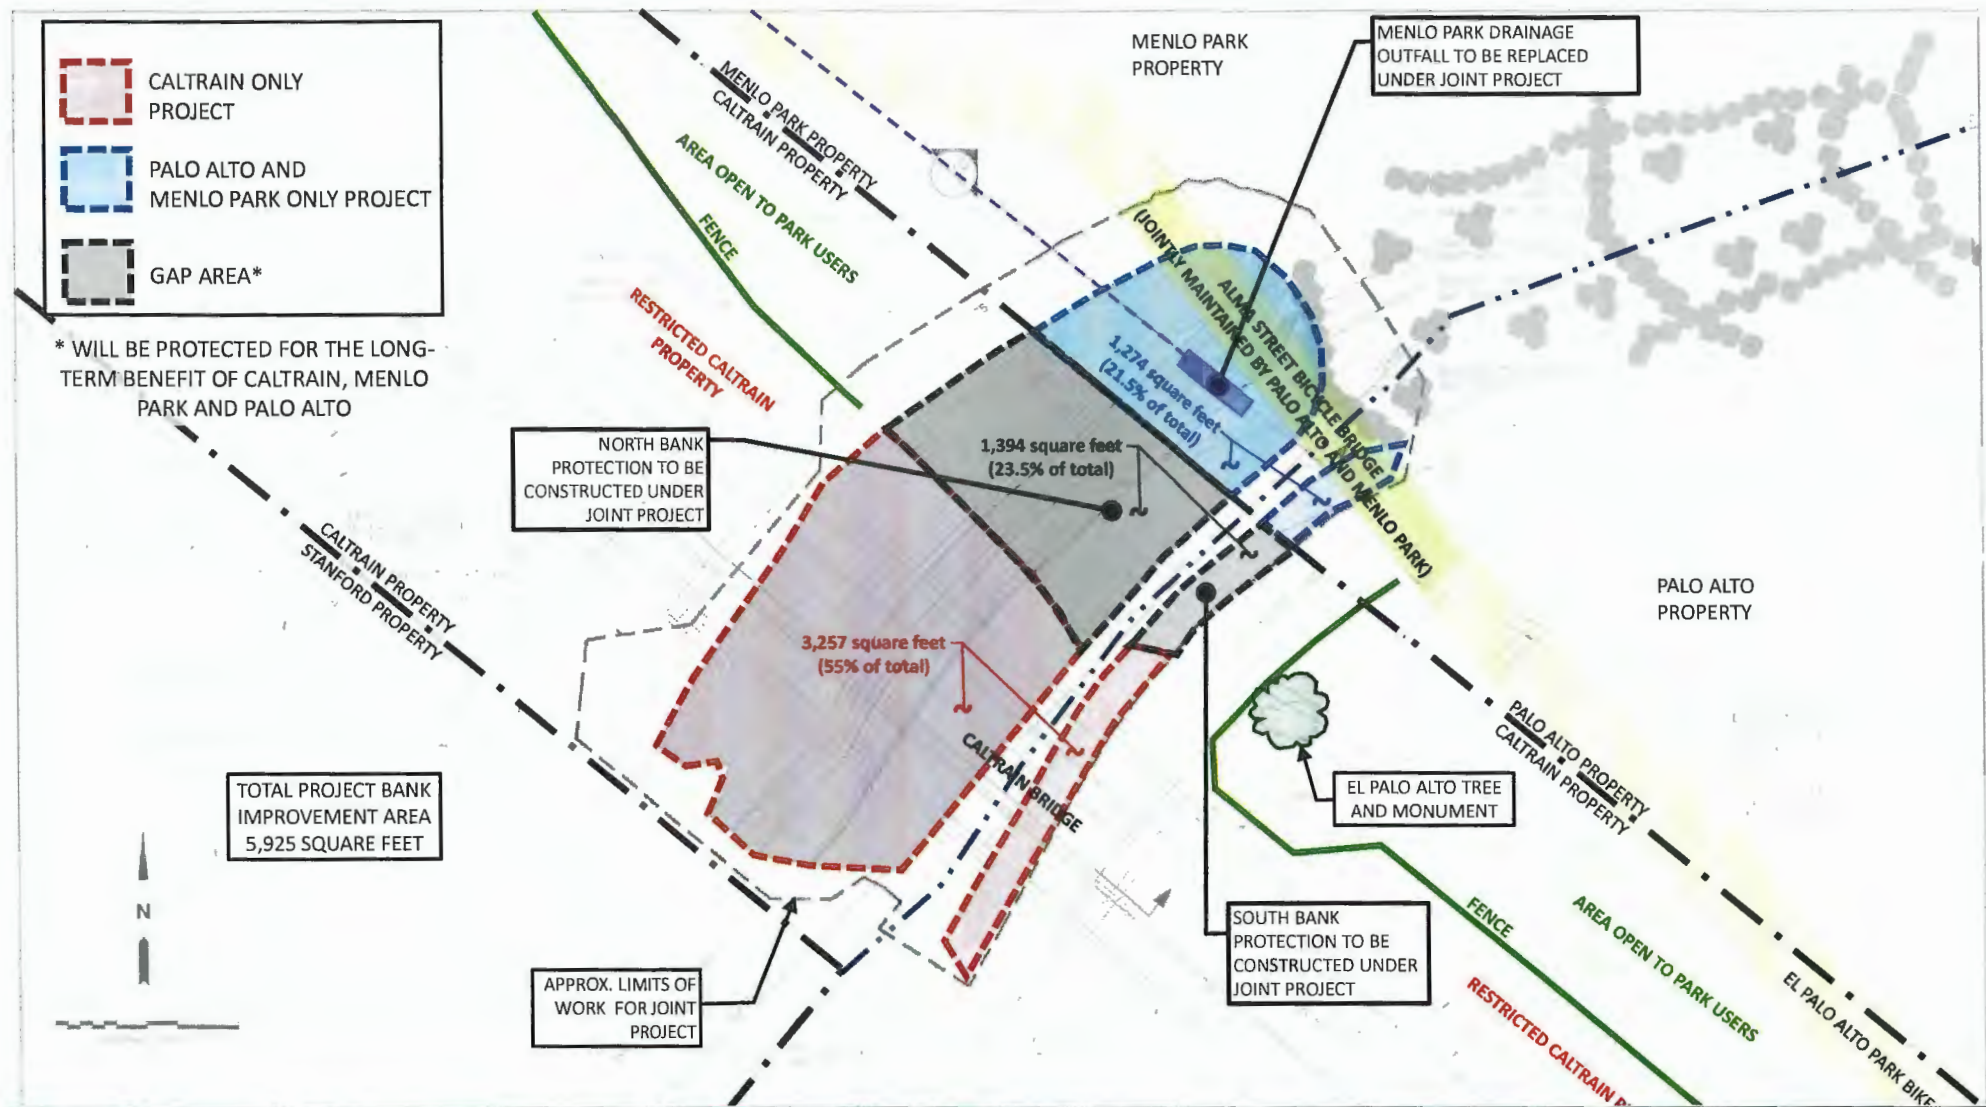 CALTRAIN ONLY
PROJECT
PALO ALTO AND
MENLO PARK ONLY PROJECT
GAP AREA*
* WILL BE PROTECTED FOR THE LONG-
TERM BENEFIT OF CALTRAIN, MENLO
PARK AND PALO ALTO
MENLO PARK
PROPERTY
MENLO PARK DRAINAGE
OUTFALL TO BE REPLACED
UNDER JOINT PROJECT
MENLO PARK PROPERTY
CALTRAIN PROPERTY
AREA OPEN TO PARK USERS
FENCE
RESTRICTED CALTRAIN
PROPERTY
ALMA STREET BICYCLE BRIDGE
(JOINTLY MAINTAINED BY PALO ALTO AND MENLO PARK)
1,274 square feet
(21.5% of total)
NORTH BANK
PROTECTION TO BE
CONSTRUCTED UNDER
JOINT PROJECT
1,394 square feet
(23.5% of total)
CALTRAIN PROPERTY
STANFORD PROPERTY
3,257 square feet
(55% of total)
CALTRAIN BRIDGE
PALO ALTO
PROPERTY
PALO ALTO PROPERTY
CALTRAIN PROPERTY
EL PALO ALTO TREE
AND MONUMENT
TOTAL PROJECT BANK
IMPROVEMENT AREA
5,925 SQUARE FEET
N
APPROX. LIMITS OF
WORK FOR JOINT
PROJECT
SOUTH BANK
PROTECTION TO BE
CONSTRUCTED UNDER
JOINT PROJECT
FENCE
AREA OPEN TO PARK USERS
RESTRICTED CALTRAIN
EL PALO ALTO PARK BIKE